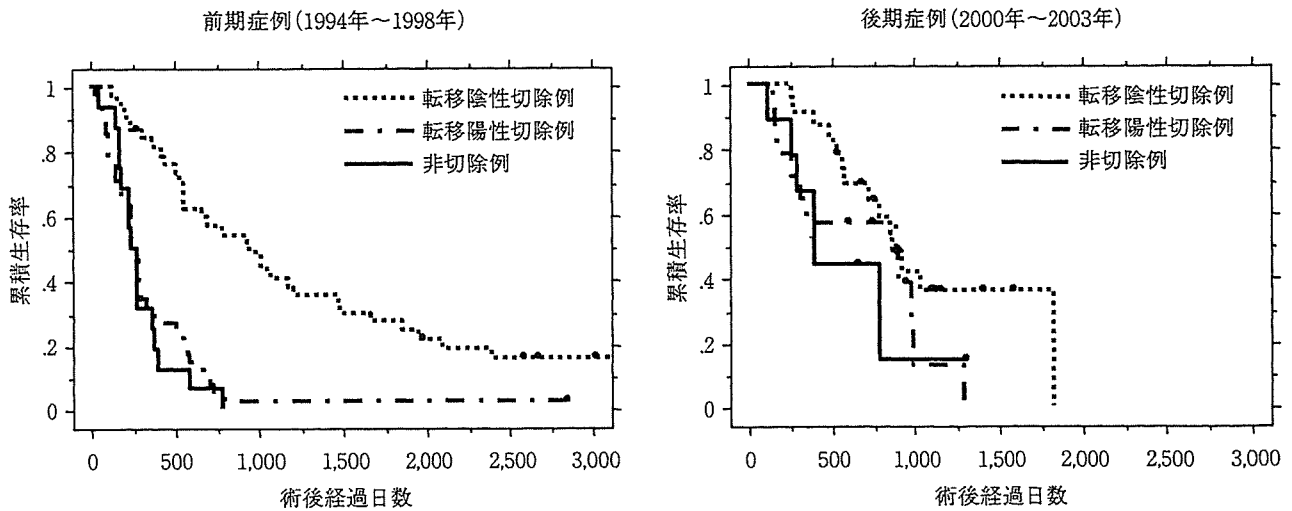 前期症例(1994年～1998年)
1
.8
.6
.4
.2
0
累積生存率
転移陰性切除例
転移陽性切除例
非切除例
0 500 1,000 1,500 2,000 2,500 3,000
術後経過日数
後期症例(2000年～2003年)
1
.8
.6
.4
.2
0
累積生存率
転移陰性切除例
転移陽性切除例
非切除例
0 500 1,000 1,500 2,000 2,500 3,000
術後経過日数